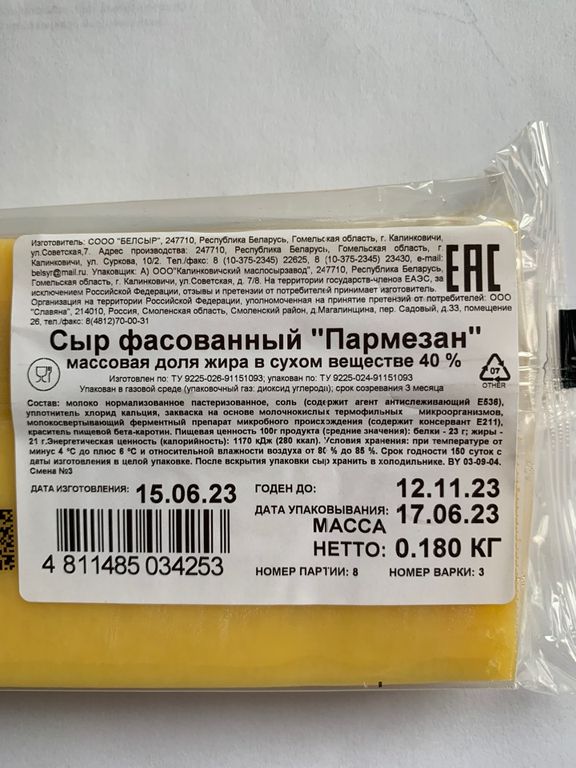 Изготовитель: СООО "БЕЛСЫР", 247710, Республика Беларусь, Гомельская область, г. Калинковичи,
ул.Советская,7. Адрес производства: 247710, Республика Беларусь, Гомельская область, г.
Калинковичи, ул. Суркова, 10/2. Тел./факс: 8 (10-375-2345) 22625, 8 (10-375-2345) 23430, e-mail:
belsyr@mail.ru. Упаковщик: А) ООО"Калинковичский маслосырзавод", 247710, Республика Беларусь,
Гомельская область, г. Калинковичи, ул. Советская, д. 7/8. На территории государств-членов ЕАЭС, за
исключением Российской Федерации, отзывы и претензии от потребителей принимает изготовитель.
Организация на территории Российской Федерации, уполномоченная на принятие претензий от потребителей: ООО
"Славяна", 214010, Россия, Смоленская область, Смоленский район, д.Магалинщина, пер. Садовый, д.33, помещение
26, тел./факс: 8(4812)70-00-31
EAC
Сыр фасованный "Пармезан"
массовая доля жира в сухом веществе 40 %
Изготовлен по: ТУ 9225-026-91151093; упакован по: ТУ 9225-024-91151093
Упакован в газовой среде (упаковочный газ: диоксид углерода); срок созревания 3 месяца
07
OTHER
Состав: молоко нормализованное пастеризованное, соль (содержит агент антислеживающий Е536),
уплотнитель хлорид кальция, закваска на основе молочнокислых термофильных микроорганизмов,
молокосвертывающий ферментный препарат микробного происхождения (содержит консервант Е211),
краситель пищевой бета-каротин. Пищевая ценность 100г продукта (средние значения): белки - 23 г; жиры -
21 г.Энергетическая ценность (калорийность): 1170 кДж (280 ккал). Условия хранения: при температуре от
минус 4 °С до плюс 6 °С и относительной влажности воздуха от 80 % до 85 %. Срок годности 150 суток с
даты изготовления в целой упаковке. После вскрытия упаковки сыр хранить в холодильнике. BY 03-09-04.
Смена №3
ДАТА ИЗГОТОВЛЕНИЯ: 15.06.23 ГОДЕН ДО: 12.11.23
ДАТА УПАКОВЫВАНИЯ: 17.06.23
МАССА
НЕТТО: 0.180 КГ
4 811485 034253
НОМЕР ПАРТИИ: 8 НОМЕР ВАРКИ: 3